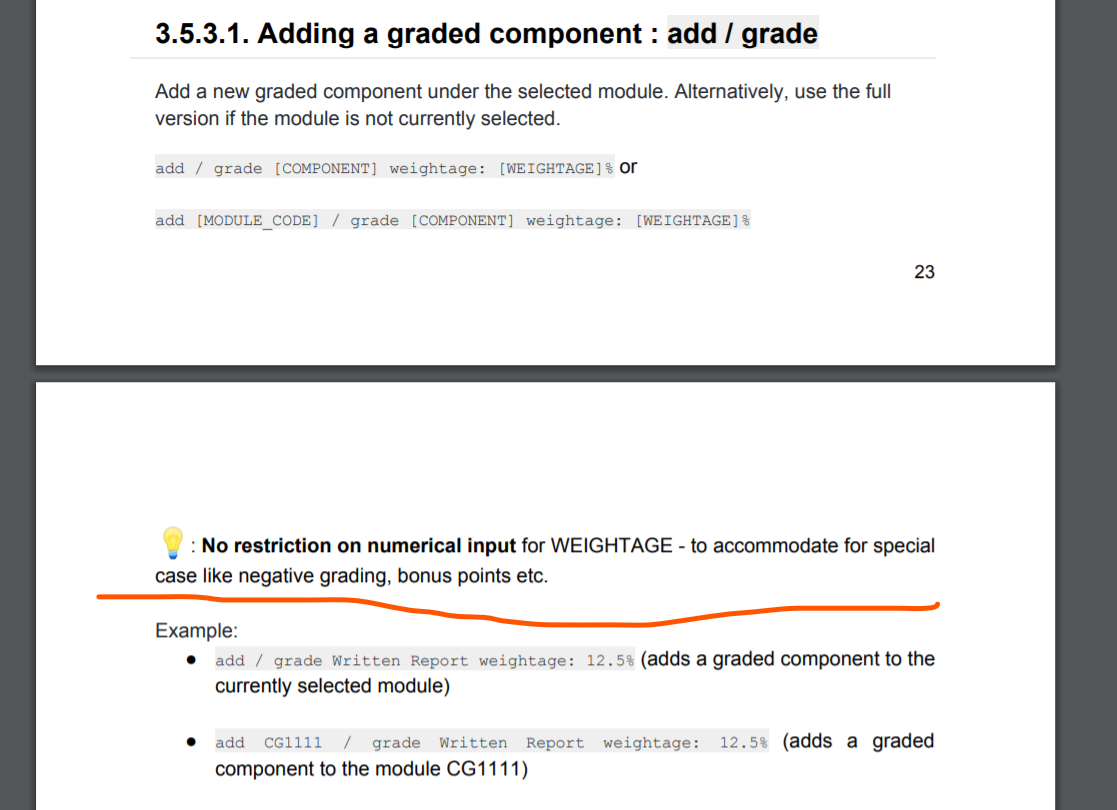 3.5.3.1. Adding a graded component : add / grade
Add a new graded component under the selected module. Alternatively, use the full
version if the module is not currently selected.
add / grade [COMPONENT] weightage: [WEIGHTAGE]% or
add [MODULE_CODE] / grade [COMPONENT] weightage: [WEIGHTAGE]%
23
: No restriction on numerical input for WEIGHTAGE - to accommodate for special
case like negative grading, bonus points etc.
Example:
● add / grade Written Report weightage: 12.5% (adds a graded component to the
currently selected module)
● add CG1111 / grade Written Report weightage: 12.5% (adds a graded
component to the module CG1111)